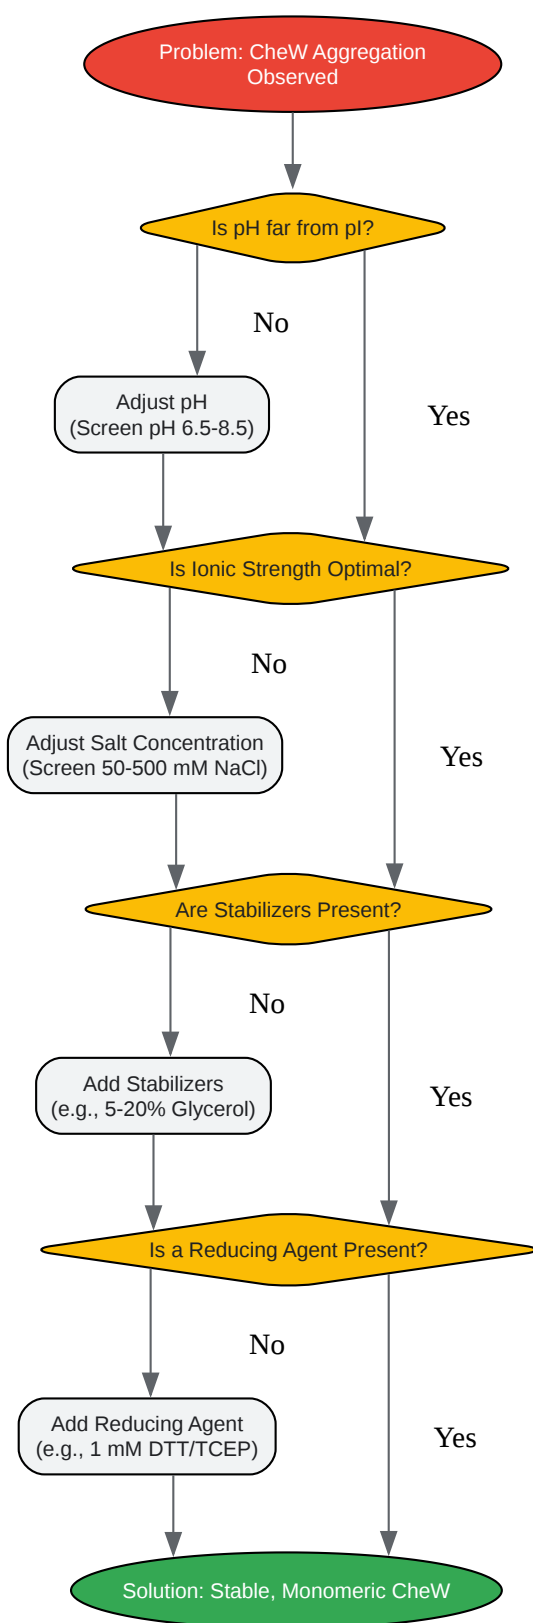 Problem: CheW Aggregation
Observed
Is pH far from pI?
No
Yes
Adjust pH
(Screen pH 6.5-8.5)
Is Ionic Strength Optimal?
No
Yes
Adjust Salt Concentration
(Screen 50-500 mM NaCl)
Are Stabilizers Present?
No
Yes
Add Stabilizers
(e.g., 5-20% Glycerol)
Is a Reducing Agent Present?
No
Yes
Add Reducing Agent
(e.g., 1 mM DTT/TCEP)
Solution: Stable, Monomeric CheW